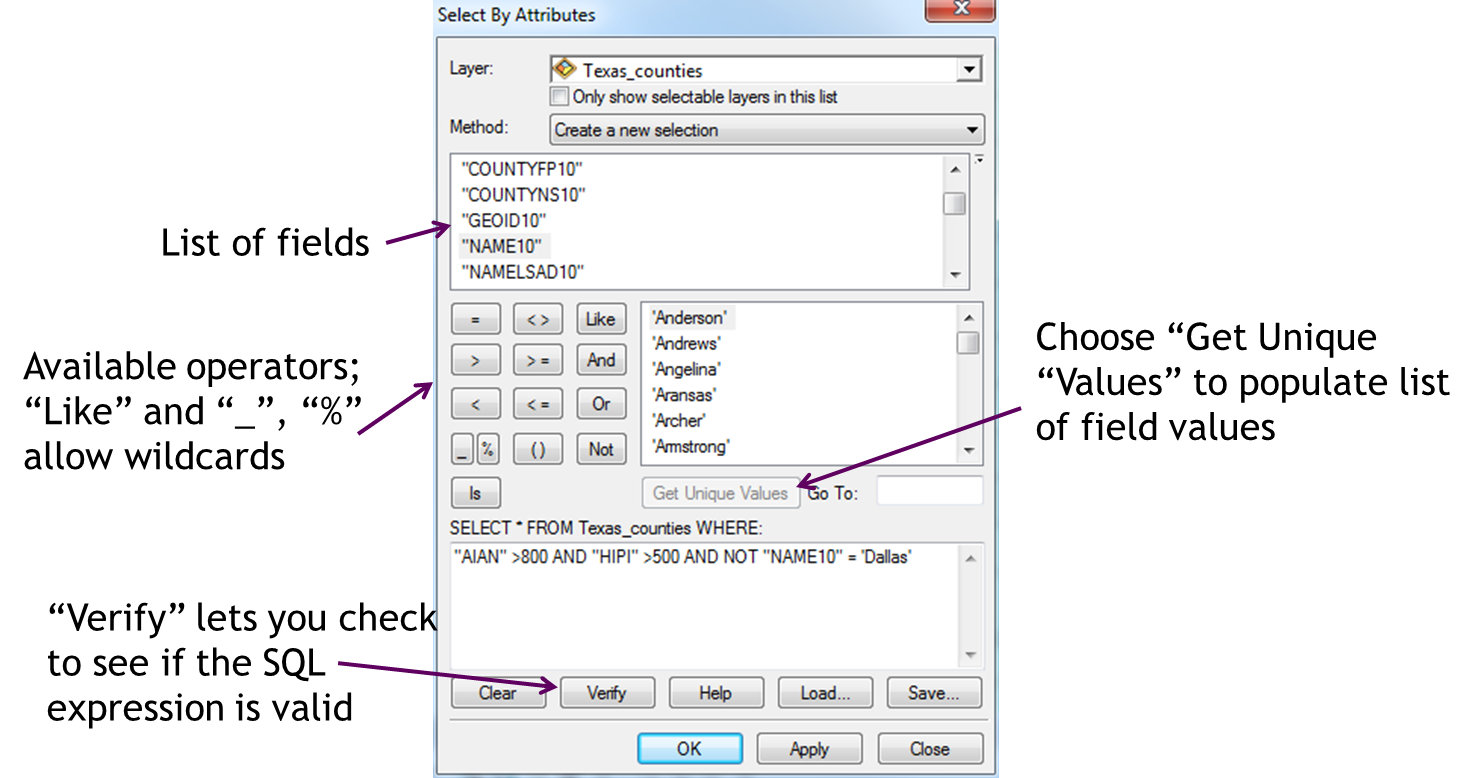 Select By Attributes
X
Layer:
Texas_counties
Only show selectable layers in this list
Method:
Create a new selection
"COUNTYFP10"
"COUNTYNS10"
"GEOID10"
"NAME10"
"NAMELSAD10"
List of fields
= < > Like
> > = And
< < = Or
_ % ( ) Not
Is
'Anderson'
'Andrews'
'Angelina'
'Aransas'
'Archer'
'Armstrong'
Available operators;
“Like” and “_”, “%”
allow wildcards
Choose “Get Unique
“Values” to populate list
of field values
Get Unique Values Go To:
SELECT * FROM Texas_counties WHERE:
"AIAN" >800 AND "HIPI" >500 AND NOT "NAME10" = 'Dallas'
“Verify” lets you check
to see if the SQL
expression is valid
Clear Verify Help Load... Save...
OK Apply Close